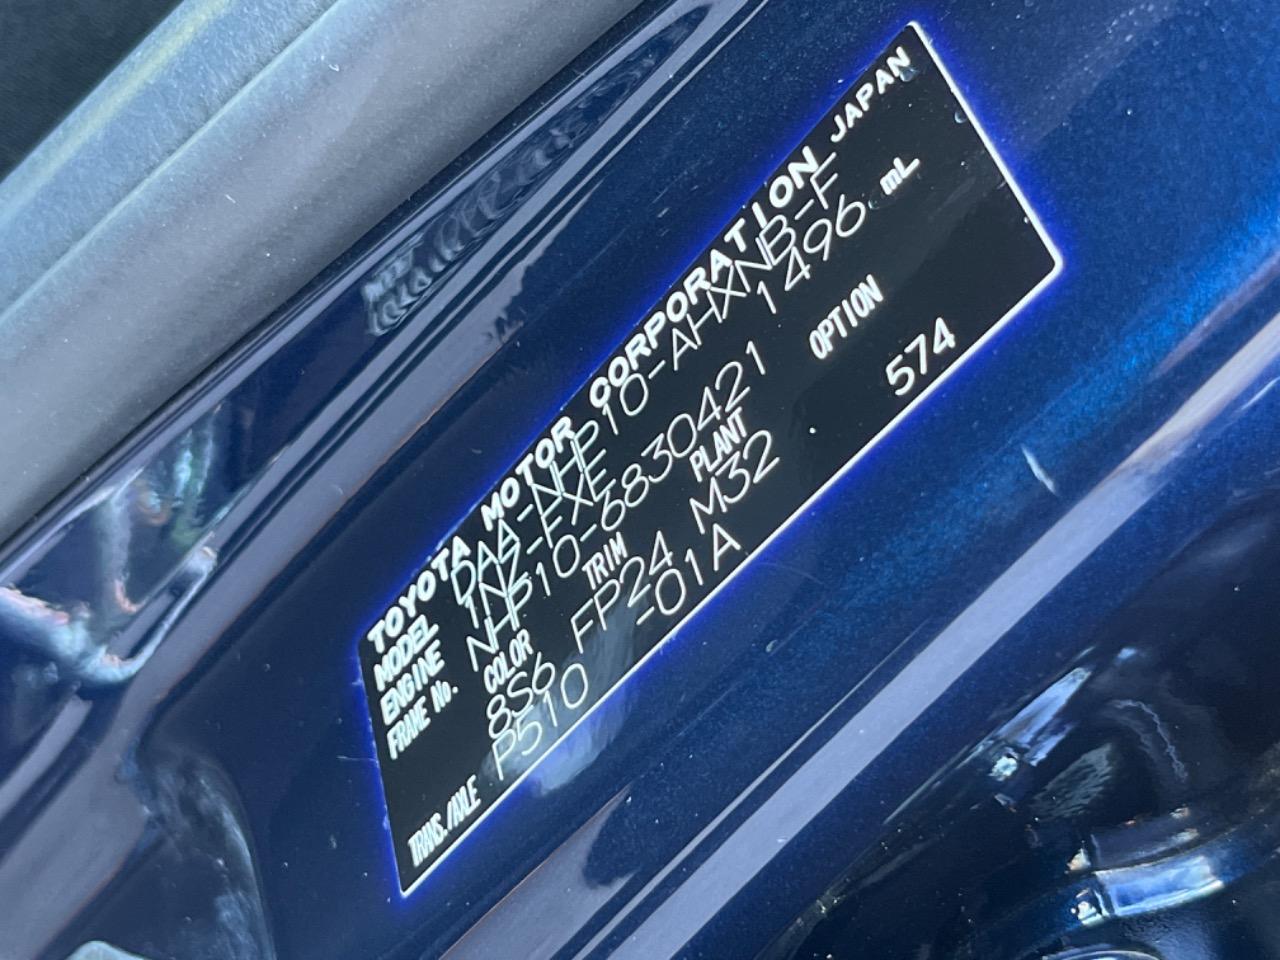 TOYOTA MOTOR CORPORATION JAPAN
MODEL DAA-NHP10-AHXNB-F
ENGINE 1NZ-FXE 1496 mL
FRAME No. NHP10-6830421
COLOR TRIM PLANT OPTION
8S6 FP24 M32 574
TRANS./AXLE P510 -01A